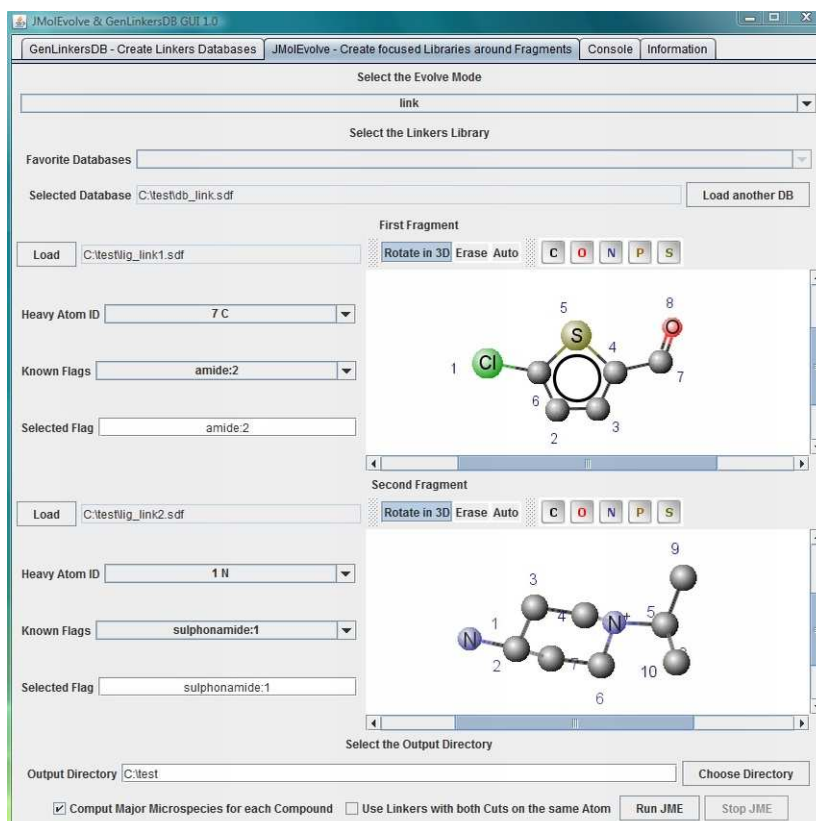 JMolEvolve & GenLinkersDB GUI 1.0
GenLinkersDB - Create Linkers Databases JMolEvolve - Create focused Libraries around Fragments Console Information
Select the Evolve Mode
link
Select the Linkers Library
Favorite Databases
Selected Database C:\test\db_link.sdf Load another DB
First Fragment
Load C:\test\lig_link1.sdf Rotate in 3D Erase Auto C O N P S
Heavy Atom ID 7 C
Known Flags amide:2
Selected Flag amide:2
5 8
S O
Cl 4
1 7
6
2 3
Second Fragment
Load C:\test\lig_link2.sdf Rotate in 3D Erase Auto C O N P S
Heavy Atom ID 1 N
Known Flags sulphonamide:1
Selected Flag sulphonamide:1
9
3
1 4 N+ 5
N
2 7 10 8
6
Select the Output Directory
Output Directory C:\test Choose Directory
Comput Major Microspecies for each Compound Use Linkers with both Cuts on the same Atom Run JME Stop JME